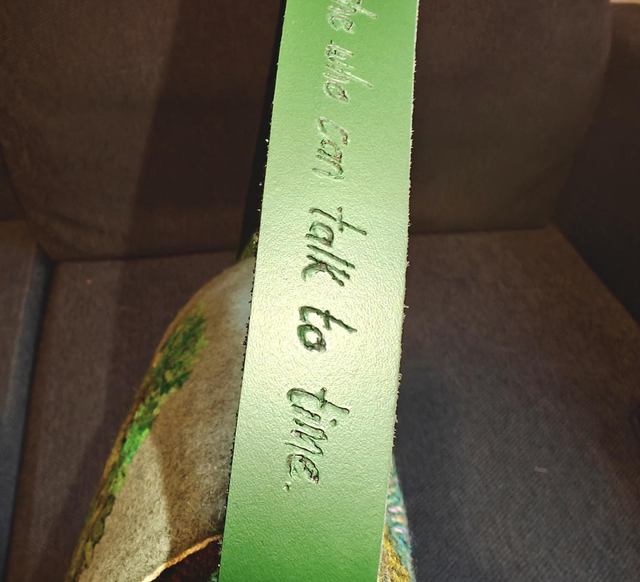 he who can talk to time.